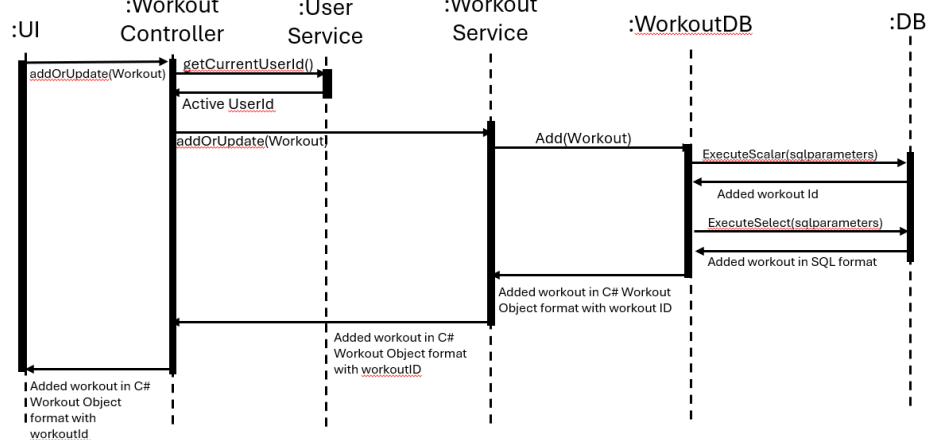 :UI
:Workout
Controller
:User
Service
:Workout
Service
:WorkoutDB
:DB
addOrUpdate(Workout)
getCurrentUserId()
Active UserId
addOrUpdate(Workout)
Add(Workout)
ExecuteScalar(sqlparameters)
Added workout Id
ExecuteSelect(sqlparameters)
Added workout in SQL format
Added workout in C# Workout
Object format with workout ID
Added workout in C#
Workout Object format
with workoutID
Added workout in C#
Workout Object
format with
workoutId